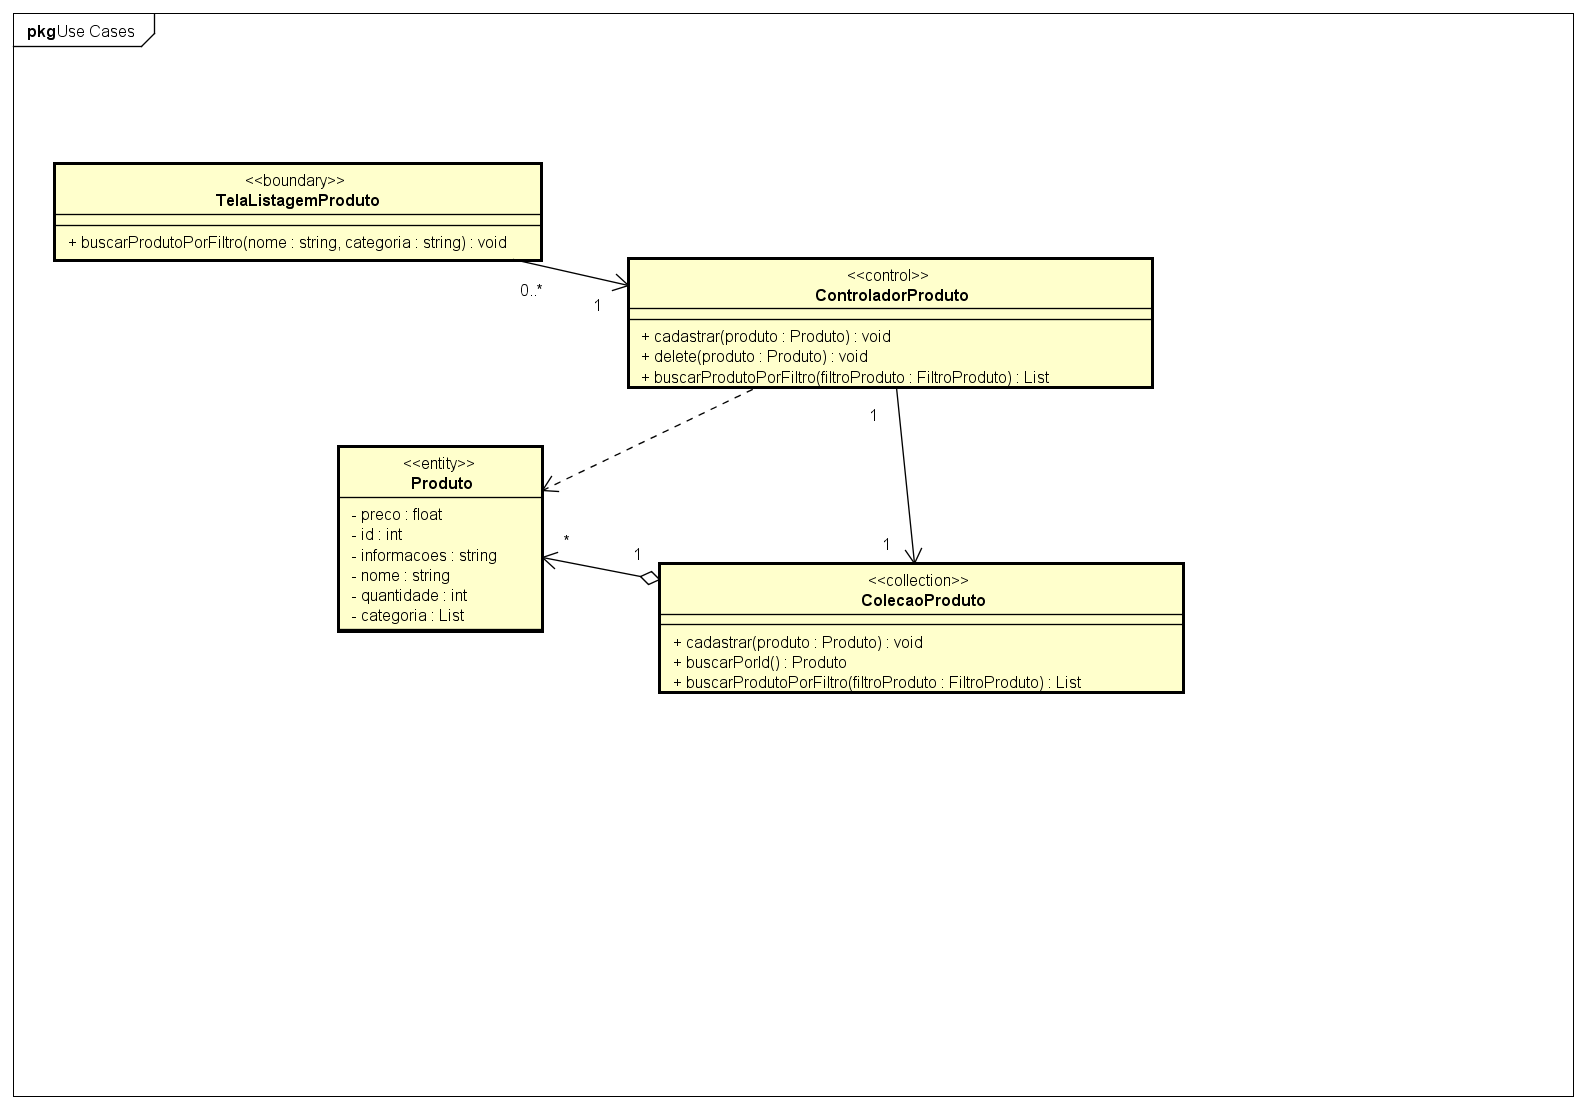 pkg Use Cases
<<boundary>>
TelaListagemProduto
+ buscarProdutoPorFiltro(nome : string, categoria : string) : void
0..*
1
<<control>>
ControladorProduto
+ cadastrar(produto : Produto) : void
+ delete(produto : Produto) : void
+ buscarProdutoPorFiltro(filtroProduto : FiltroProduto) : List
1
1
<<entity>>
Produto
- preco : float
- id : int
- informacoes : string
- nome : string
- quantidade : int
- categoria : List
*
1
<<collection>>
ColecaoProduto
+ cadastrar(produto : Produto) : void
+ buscarPorId() : Produto
+ buscarProdutoPorFiltro(filtroProduto : FiltroProduto) : List